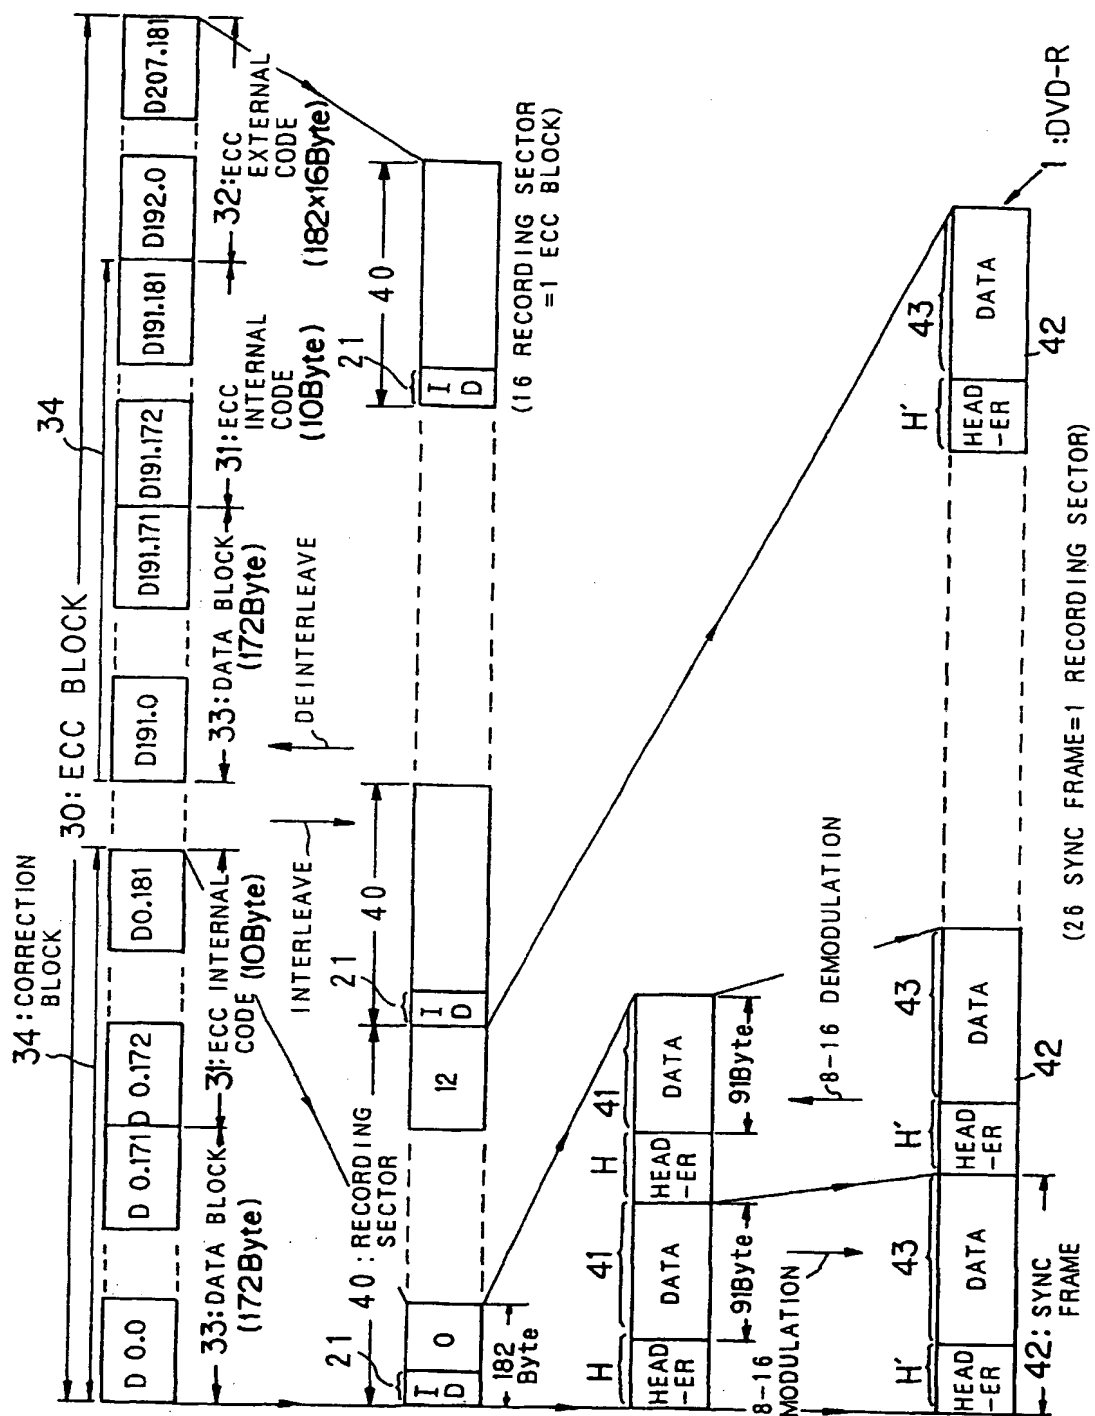 30: ECC BLOCK
34: CORRECTION
BLOCK
34
D 0.0
D 0.171
D 0.172
D0.181
D191.0
D191.171
D191.172
D191.181
D192.0
D207.181
33: DATA BLOCK
(172Byte)
31: ECC INTERNAL
CODE (10Byte)
33: DATA BLOCK
(172Byte)
31: ECC
INTERNAL
CODE
(10Byte)
32: ECC
EXTERNAL
CODE
(182x16Byte)
INTERLEAVE
DEINTERLEAVE
21
40: RECORDING
SECTOR
21
40
21
40
I
D
0
12
I
D
I
D
182
Byte
(16 RECORDING SECTOR
=1 ECC BLOCK)
H
41
H
41
HEAD
-ER
DATA
HEAD
-ER
DATA
91Byte
91Byte
8-16
MODULATION
8-16 DEMODULATION
H'
43
H'
43
H'
43
HEAD
-ER
DATA
HEAD
-ER
DATA
HEAD
-ER
DATA
42: SYNC
FRAME
42
42
1 :DVD-R
(26 SYNC FRAME=1 RECORDING SECTOR)